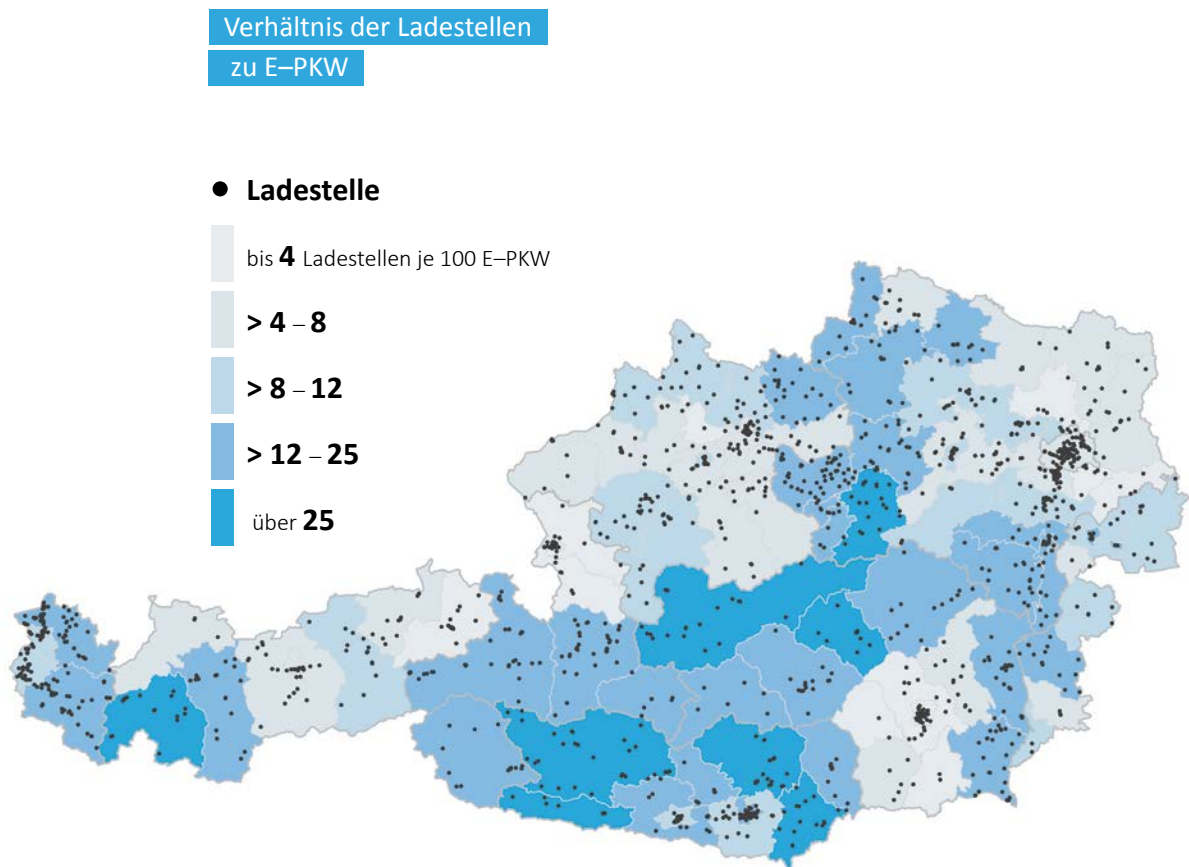 Verhältnis der Ladestellen
zu E–PKW
Ladestelle
bis 4 Ladestellen je 100 E–PKW
> 4 – 8
> 8 – 12
> 12 – 25
über 25